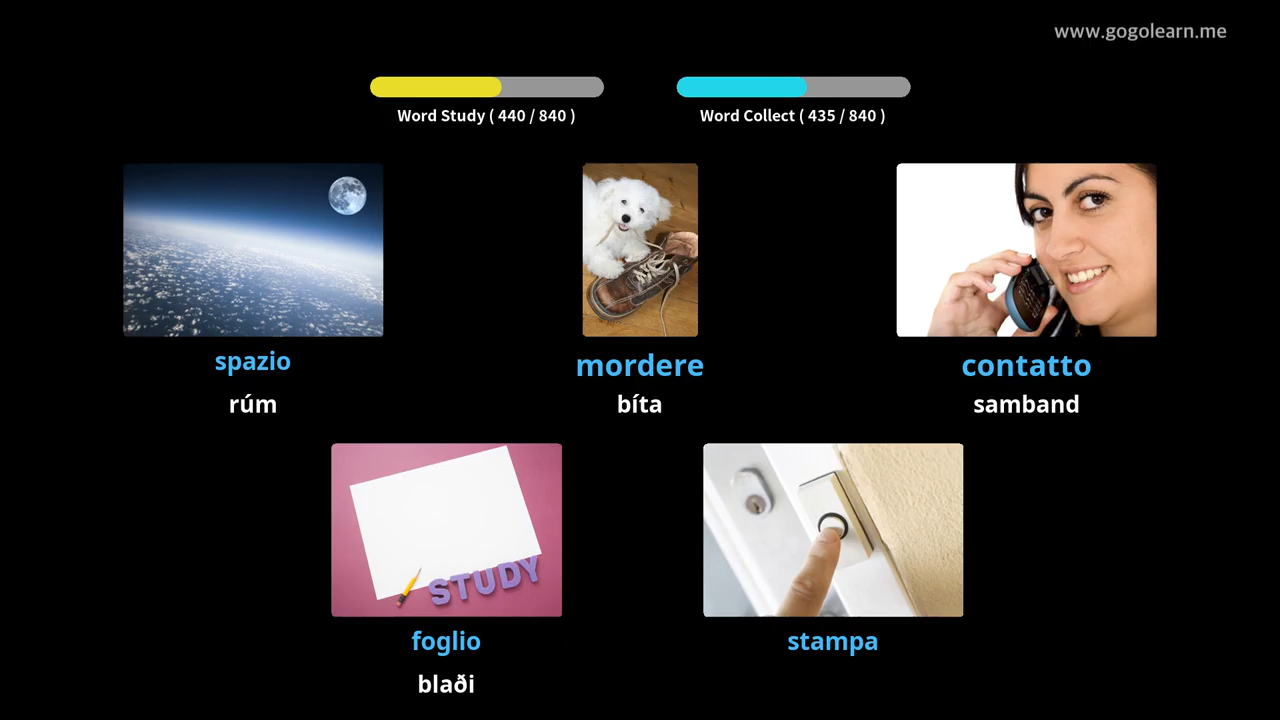 www.gogolearn.me
Word Study ( 440 / 840 )
Word Collect ( 435 / 840 )
spazio
rúm
mordere
bíta
contatto
samband
STUDY
foglio
blaði
stampa